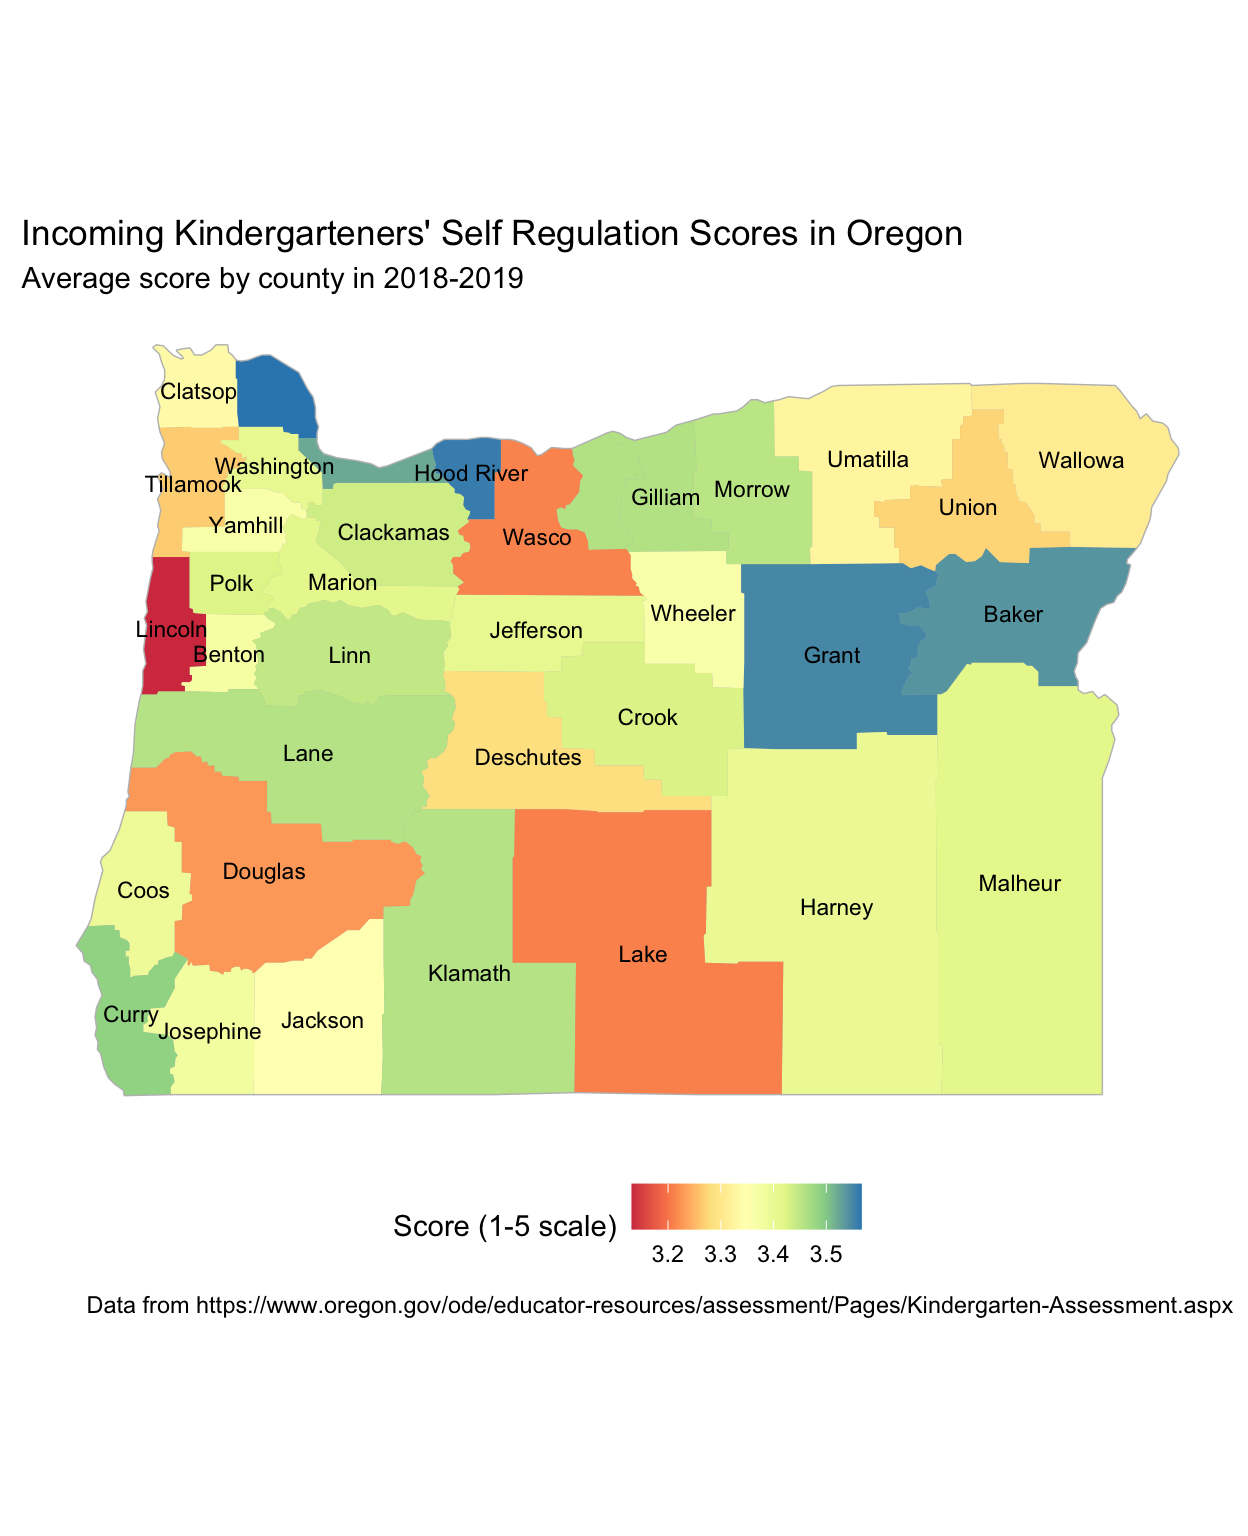 Incoming Kindergarteners' Self Regulation Scores in Oregon
Average score by county in 2018-2019
Clatsop
Washington
Tillamook
Hood River
Umatilla
Wallowa
Morrow
Gilliam
Union
Yamhill
Clackamas
Wasco
Polk
Marion
Wheeler
Baker
Lincoln
Jefferson
Benton
Linn
Grant
Crook
Lane
Deschutes
Douglas
Malheur
Coos
Harney
Lake
Klamath
Curry
Josephine
Jackson
Score (1-5 scale)
3.2 3.3 3.4 3.5
Data from https://www.oregon.gov/ode/educator-resources/assessment/Pages/Kindergarten-Assessment.aspx